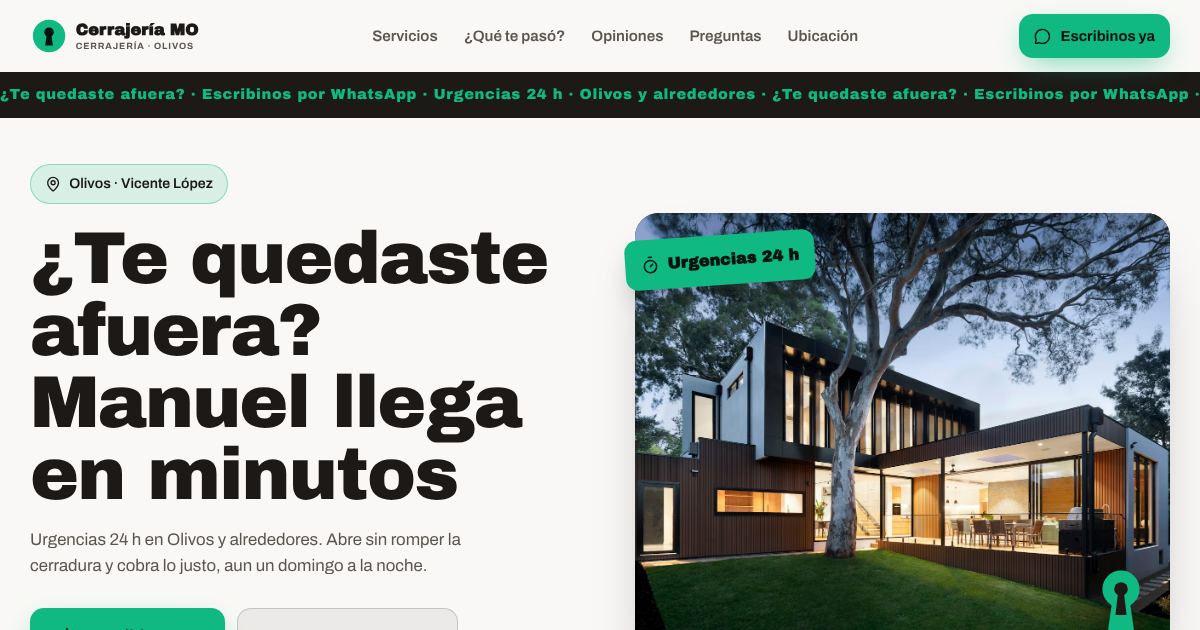 Cerrajería MO
CERRAJERÍA · OLIVOS
Servicios
¿Qué te pasó?
Opiniones
Preguntas
Ubicación
Escribinos ya
¿Te quedaste afuera? · Escribinos por WhatsApp · Urgencias 24 h · Olivos y alrededores · ¿Te quedaste afuera? · Escribinos por WhatsApp ·
Olivos · Vicente López
¿Te quedaste
afuera?
Manuel llega
en minutos
Urgencias 24 h en Olivos y alrededores. Abre sin romper la
cerradura y cobra lo justo, aun un domingo a la noche.
Urgencias 24 h